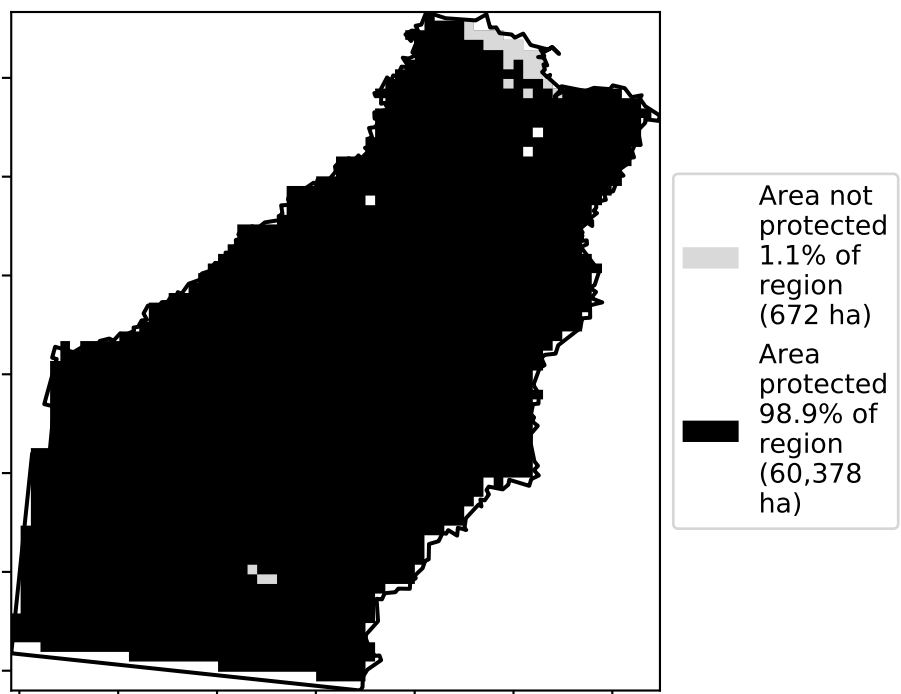 Area not
protected
1.1% of
region
(672 ha)
Area
protected
98.9% of
region
(60,378
ha)